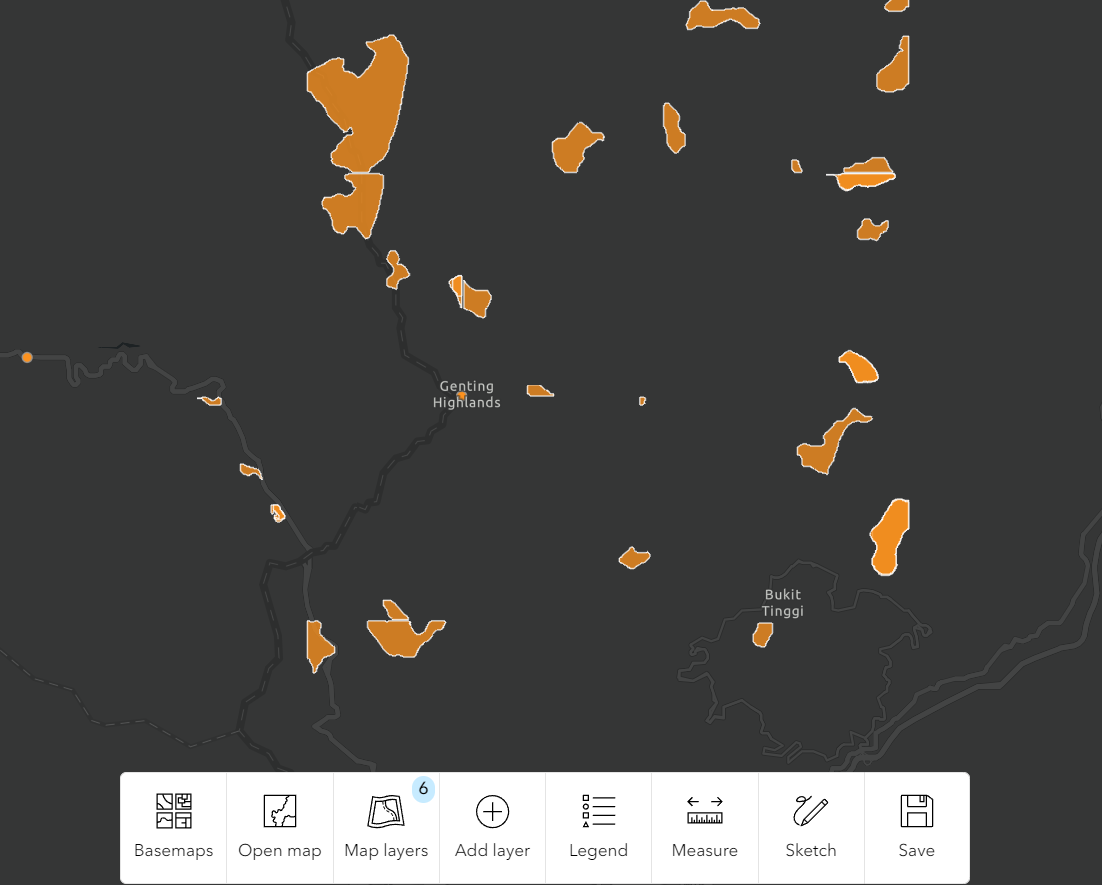 Genting
Highlands
Bukit
Tinggi
6
Basemaps
Open map
Map layers
Add layer
Legend
Measure
Sketch
Save